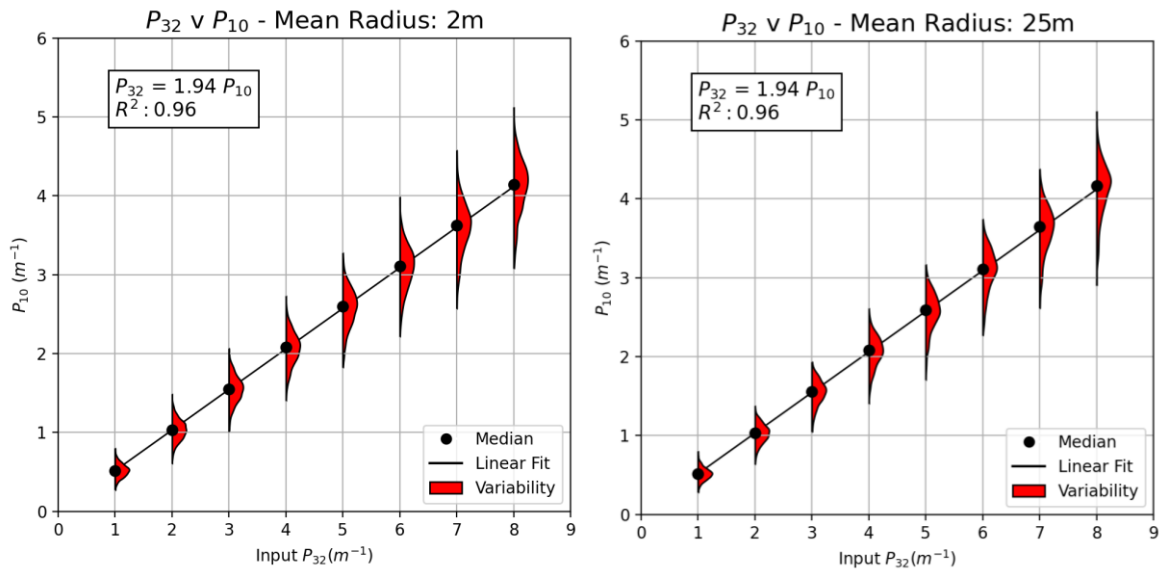 P32 v P10 - Mean Radius: 2m
P32 = 1.94 P10
R²: 0.96
P10 (m⁻¹)
6
5
4
3
2
1
0
0 1 2 3 4 5 6 7 8 9
Input P32(m⁻¹)
Median
Linear Fit
Variability
P32 v P10 - Mean Radius: 25m
P32 = 1.94 P10
R²: 0.96
P10 (m⁻¹)
6
5
4
3
2
1
0
0 1 2 3 4 5 6 7 8 9
Input P32(m⁻¹)
Median
Linear Fit
Variability